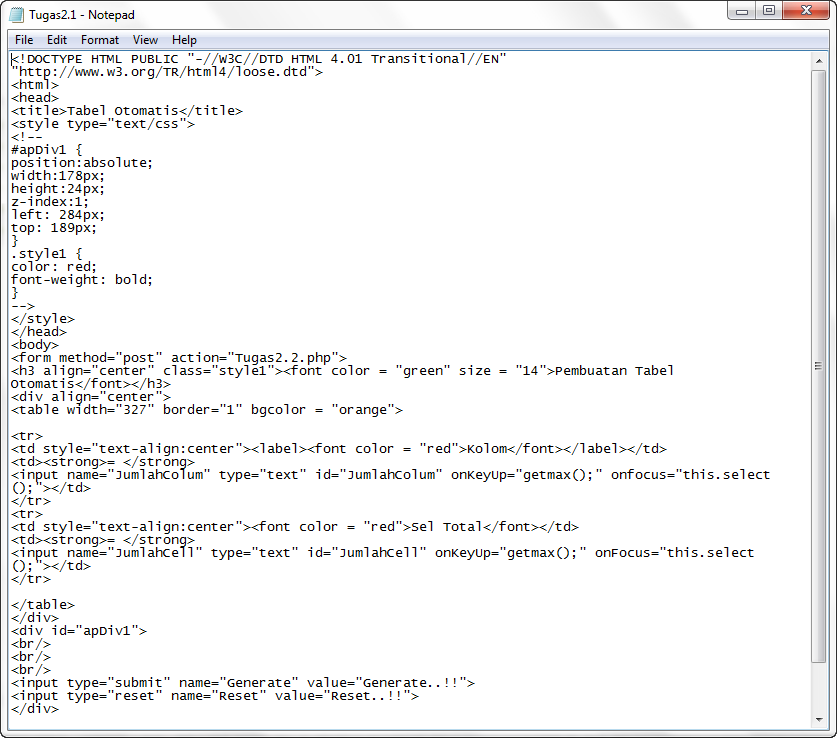 Tugas2.1 - Notepad
File Edit Format View Help
<!DOCTYPE HTML PUBLIC "-//W3C//DTD HTML 4.01 Transitional//EN"
"http://www.w3.org/TR/html4/loose.dtd">
<html>
<head>
<title>Tabel Otomatis</title>
<style type="text/css">
<!--
#apDiv1 {
position:absolute;
width:178px;
height:24px;
z-index:1;
left: 284px;
top: 189px;
}
.style1 {
color: red;
font-weight: bold;
}
-->
</style>
</head>
<body>
<form method="post" action="Tugas2.2.php">
<h3 align="center" class="style1"><font color = "green" size = "14">Pembuatan Tabel
Otomatis</font></h3>
<div align="center">
<table width="327" border="1" bgcolor = "orange">
<tr>
<td style="text-align:center"><label><font color = "red">Kolom</font></label></td>
<td><strong>= </strong>
<input name="JumlahColum" type="text" id="JumlahColum" onKeyUp="getmax();" onfocus="this.select
();"></td>
</tr>
<tr>
<td style="text-align:center"><font color = "red">Sel Total</font></td>
<td><strong>= </strong>
<input name="JumlahCell" type="text" id="JumlahCell" onKeyUp="getmax();" onFocus="this.select
();"></td>
</tr>
</table>
</div>
<div id="apDiv1">
<br/>
<br/>
<br/>
<input type="submit" name="Generate" value="Generate..!!">
<input type="reset" name="Reset" value="Reset..!!">
</div>